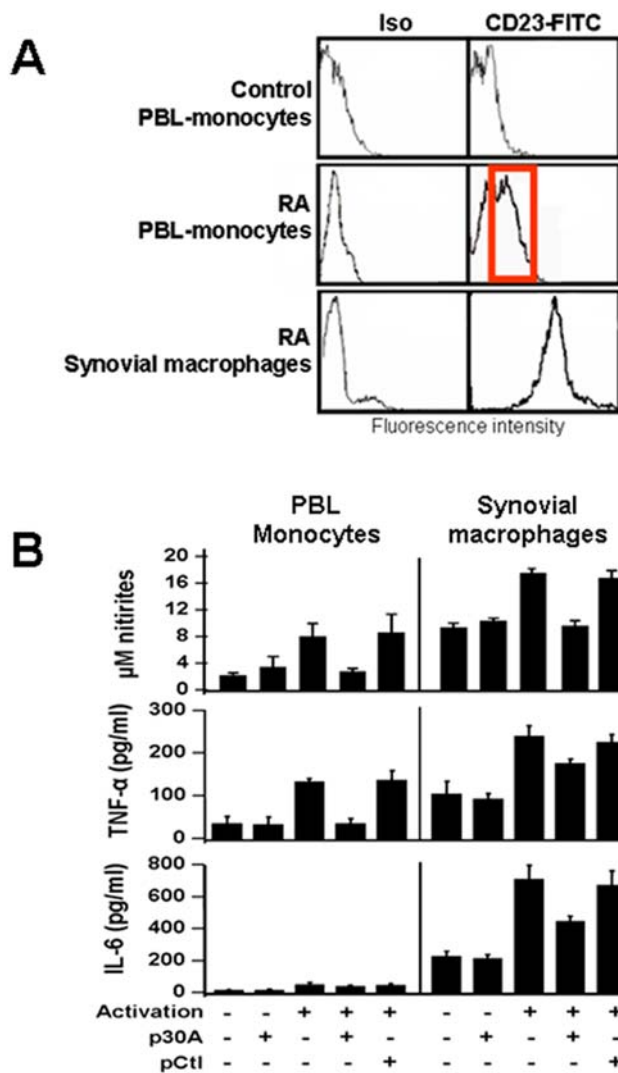 A
Iso CD23-FITC
Control
PBL-monocytes
RA
PBL-monocytes
RA
Synovial macrophages
Fluorescence intensity
B
PBL
Monocytes
Synovial
macrophages
µM nitirites
20
16
12
8
4
0
TNF-α (pg/ml)
300
200
100
0
IL-6 (pg/ml)
800
600
400
200
0
Activation - - + + + - - + + +
p30A - + - + - - + - + -
pCtl - - - - + - - - - +